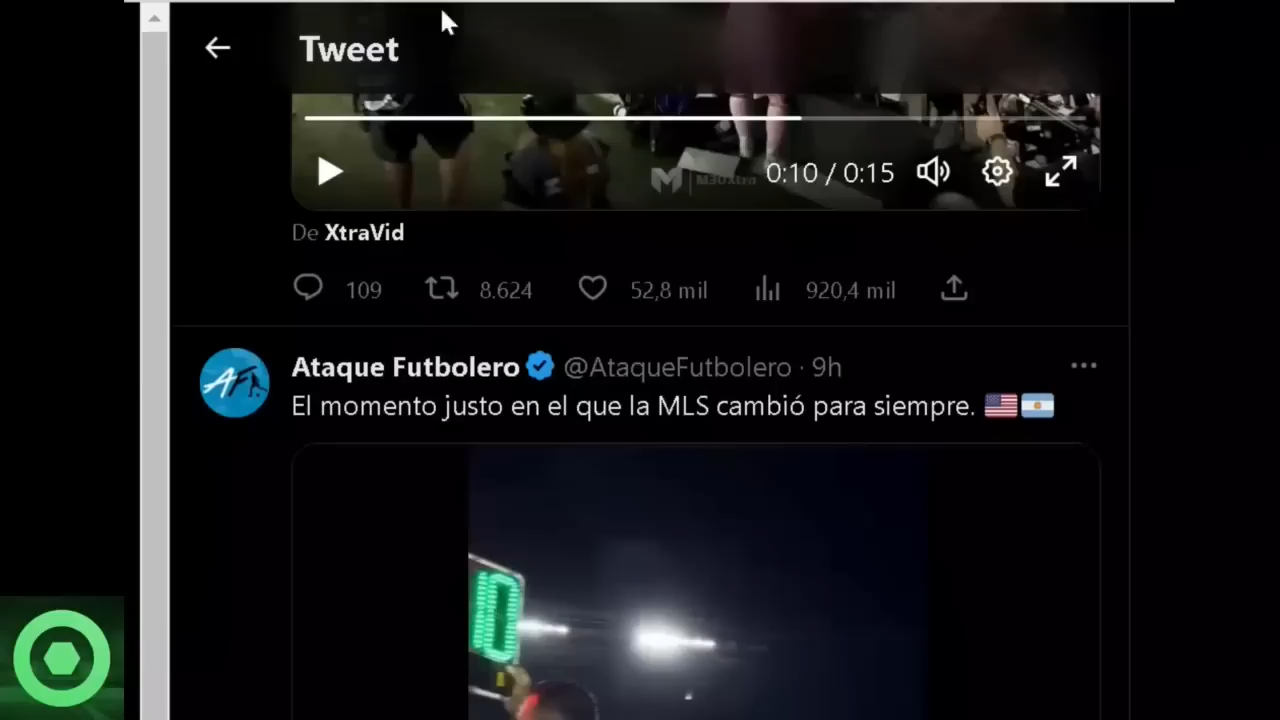 Tweet
0:10 / 0:15
De XtraVid
109 8.624 52,8 mil 920,4 mil
AF
Ataque Futbolero @AtaqueFutbolero · 9h
El momento justo en el que la MLS cambió para siempre. 🇺🇸🇦🇷
10